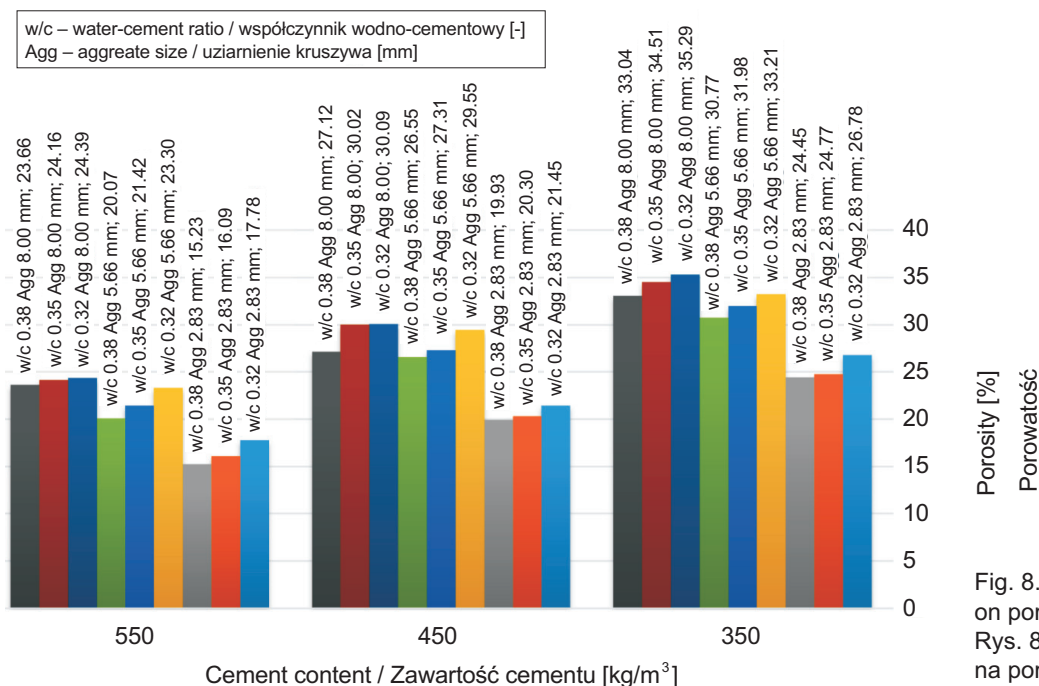 w/c – water-cement ratio / współczynnik wodno-cementowy [-]
Agg – aggreate size / uziarnienie kruszywa [mm]
w/c 0.38 Agg 8.00 mm; 23.66
w/c 0.35 Agg 8.00 mm; 24.16
w/c 0.32 Agg 8.00 mm; 24.39
w/c 0.38 Agg 5.66 mm; 20.07
w/c 0.35 Agg 5.66 mm; 21.42
w/c 0.32 Agg 5.66 mm; 23.30
w/c 0.38 Agg 2.83 mm; 15.23
w/c 0.35 Agg 2.83 mm; 16.09
w/c 0.32 Agg 2.83 mm; 17.78
w/c 0.38 Agg 8.00 mm; 27.12
w/c 0.35 Agg 8.00; 30.02
w/c 0.32 Agg 8.00; 30.09
w/c 0.38 Agg 5.66 mm; 26.55
w/c 0.35 Agg 5.66 mm; 27.31
w/c 0.32 Agg 5.66 mm; 29.55
w/c 0.38 Agg 2.83 mm; 19.93
w/c 0.35 Agg 2.83 mm; 20.30
w/c 0.32 Agg 2.83 mm; 21.45
w/c 0.38 Agg 8.00 mm; 33.04
w/c 0.35 Agg 8.00 mm; 34.51
w/c 0.32 Agg 8.00 mm; 35.29
w/c 0.38 Agg 5.66 mm; 30.77
w/c 0.35 Agg 5.66 mm; 31.98
w/c 0.32 Agg 5.66 mm; 33.21
w/c 0.38 Agg 2.83 mm; 24.45
w/c 0.35 Agg 2.83 mm; 24.77
w/c 0.32 Agg 2.83 mm; 26.78
40
35
30
25
20
15
10
5
0
Porosity [%]
Porowatość
550 450 350
Cement content / Zawartość cementu [kg/m³]
Fig. 8.
on por
Rys. 8
na por